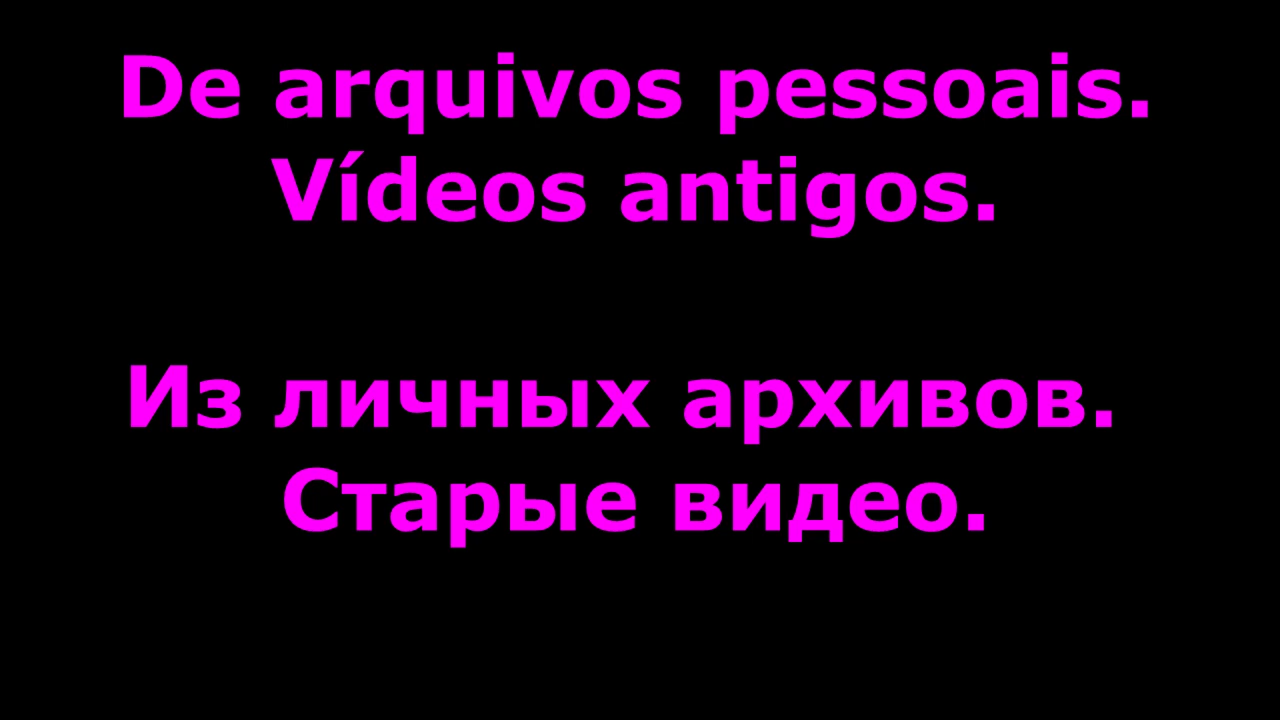 De arquivos pessoais.
Vídeos antigos.
Из личных архивов.
Старые видео.